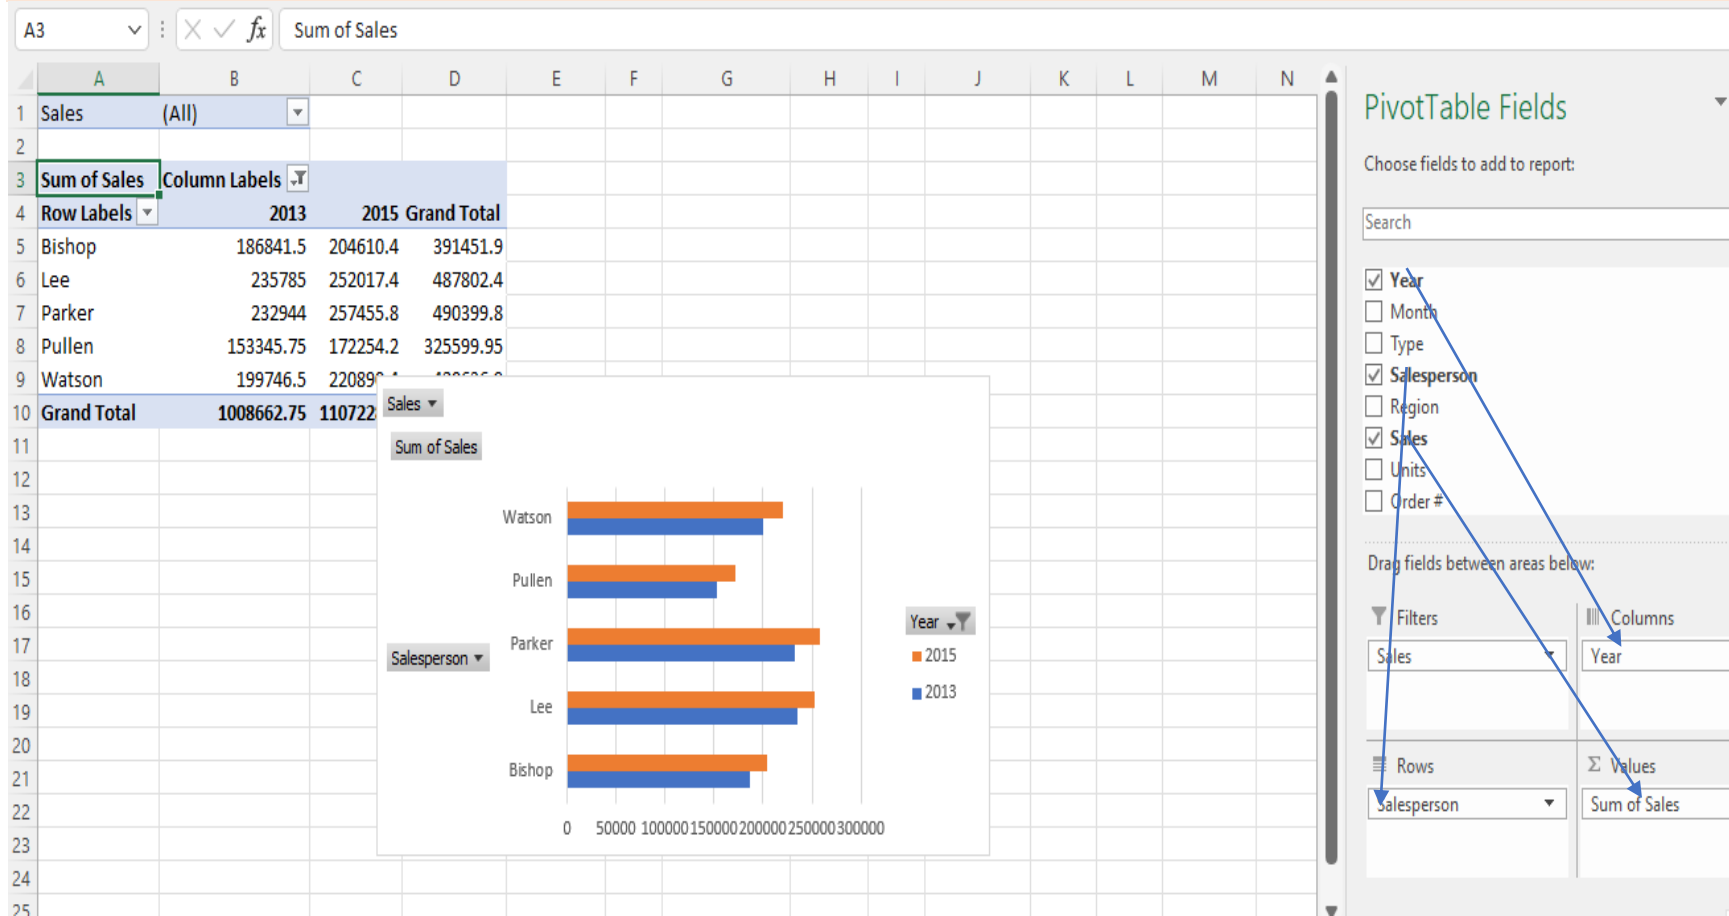 A3 fx Sum of Sales
A B C D E F G H I J K L M N
1 Sales (All)
2
3 Sum of Sales Column Labels
4 Row Labels 2013 2015 Grand Total
5 Bishop 186841.5 204610.4 391451.9
6 Lee 235785 252017.4 487802.4
7 Parker 232944 257455.8 490399.8
8 Pullen 153345.75 172254.2 325599.95
9 Watson 199746.5
10 Grand Total 1008662.75
11
12
13
14
15
16
17
18
19
20
21
22
23
24
25
Sales
Sum of Sales
Watson
Pullen
Parker
Lee
Bishop
Salesperson
0 50000 100000 150000 200000 250000 300000
Year
2015
2013
PivotTable Fields
Choose fields to add to report:
Search
Year
Month
Type
Salesperson
Region
Sales
Units
Order #
Drag fields between areas below:
Filters
Sales
Columns
Year
Rows
Salesperson
Σ Values
Sum of Sales